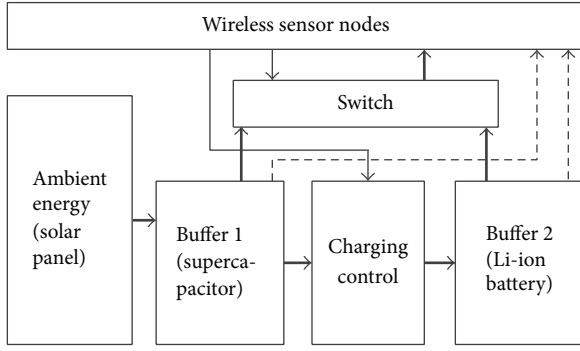 Wireless sensor nodes
Switch
Ambient
energy
(solar
panel)
Buffer 1
(superca-
pacitor)
Charging
control
Buffer 2
(Li-ion
battery)